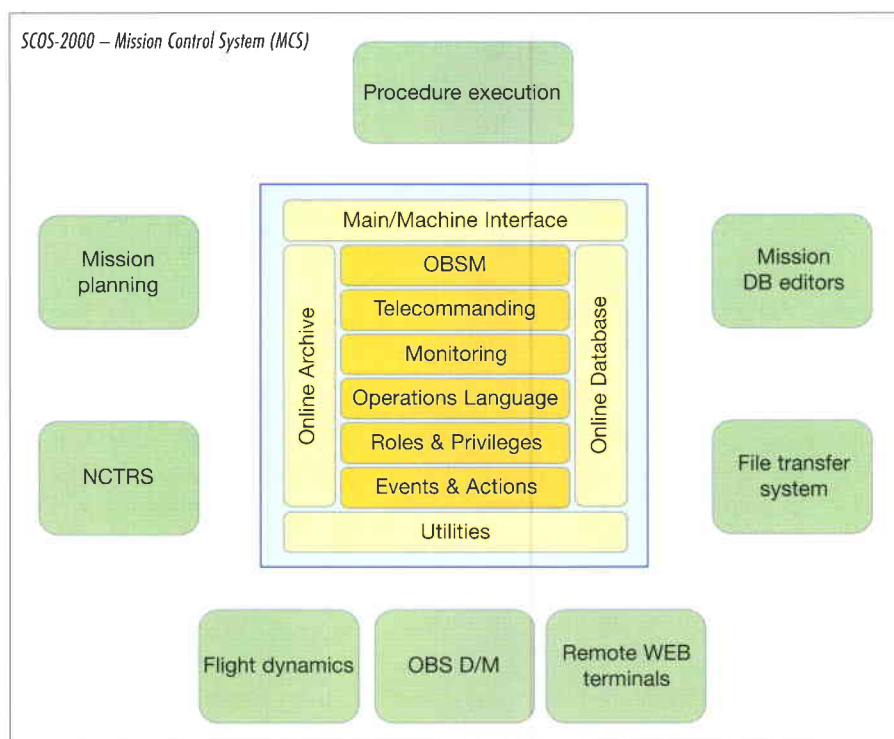 SCOS-2000 – Mission Control System (MCS)
Procedure execution
Mission
planning
Main/Machine Interface
Mission
DB editors
Online Archive
OBSM
Telecommanding
Monitoring
Operations Language
Roles & Privileges
Events & Actions
Online Database
NCTRS
File transfer
system
Utilities
Flight dynamics
OBS D/M
Remote WEB
terminals